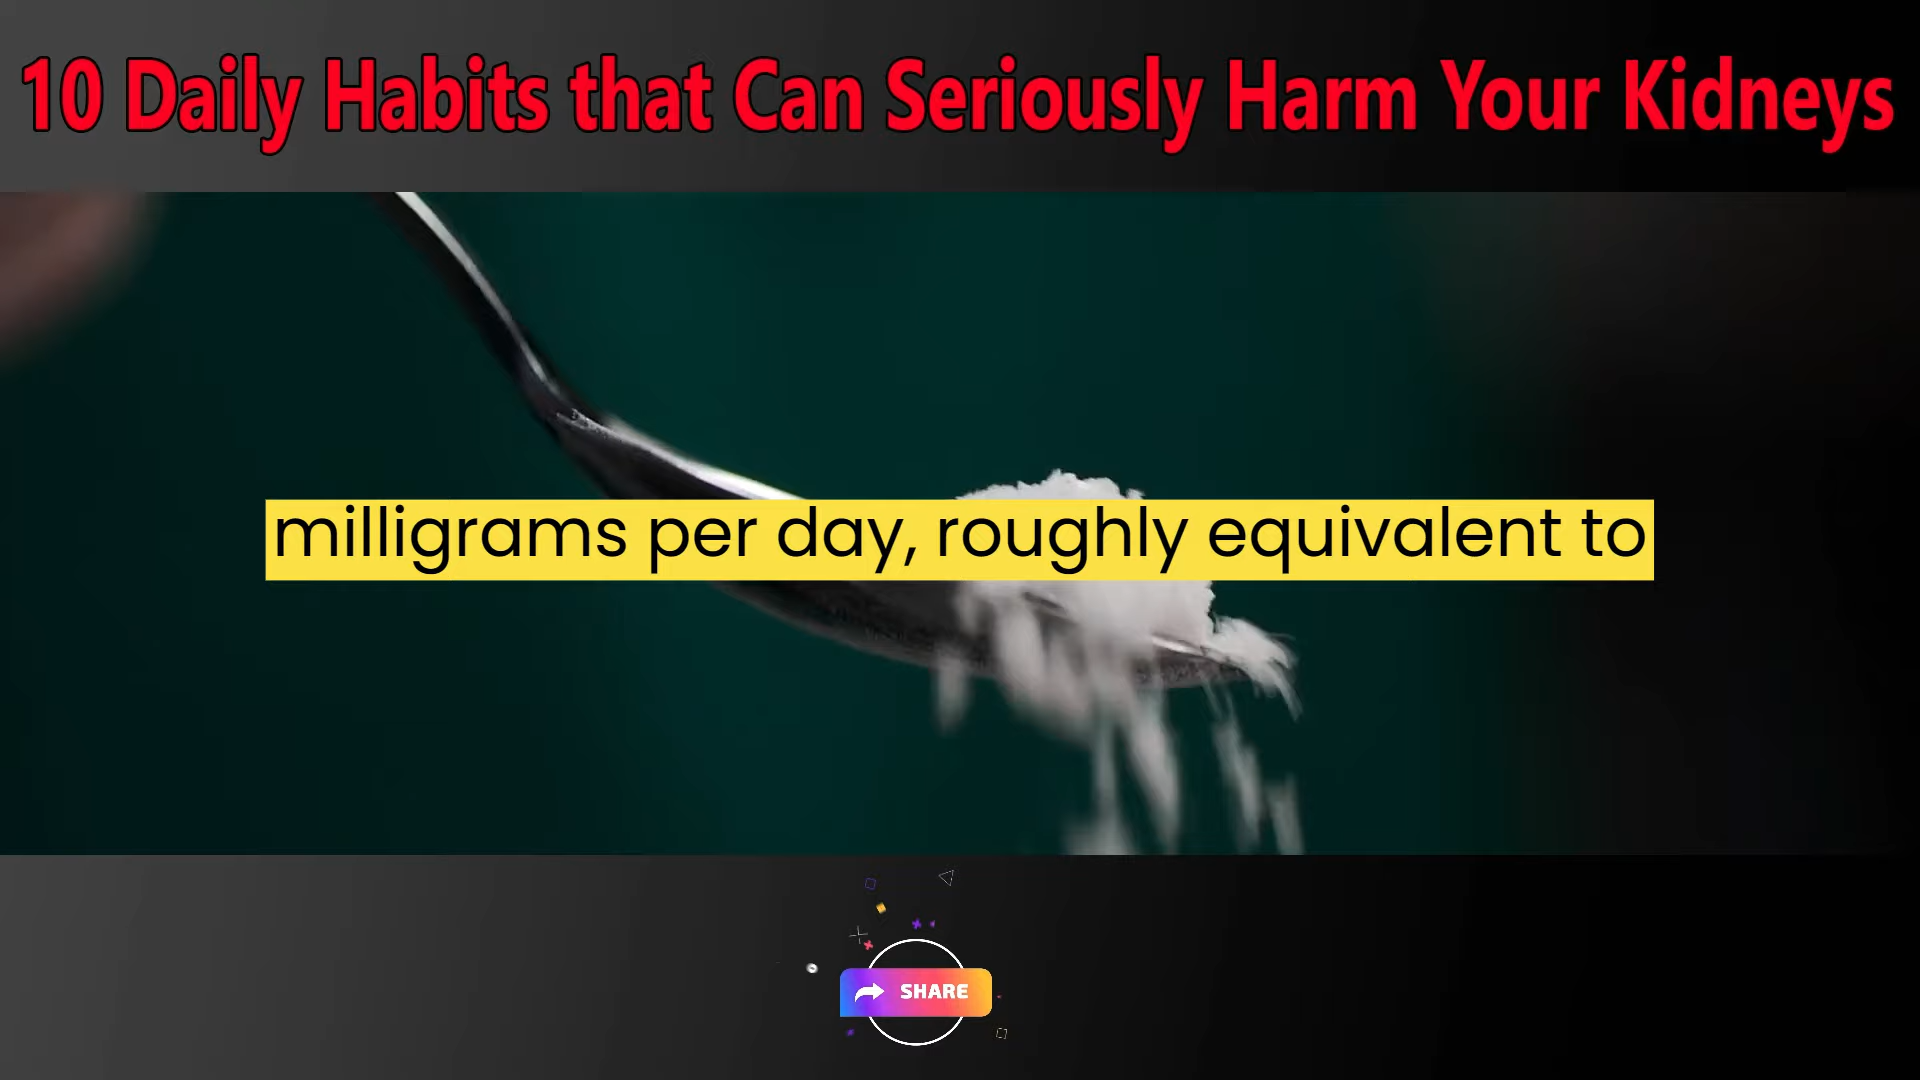 10 Daily Habits that Can Seriously Harm Your Kidneys
milligrams per day, roughly equivalent to
SHARE